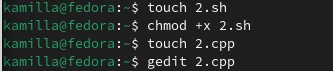 kamilla@fedora:~$ touch 2.sh
kamilla@fedora:~$ chmod +x 2.sh
kamilla@fedora:~$ touch 2.cpp
kamilla@fedora:~$ gedit 2.cpp